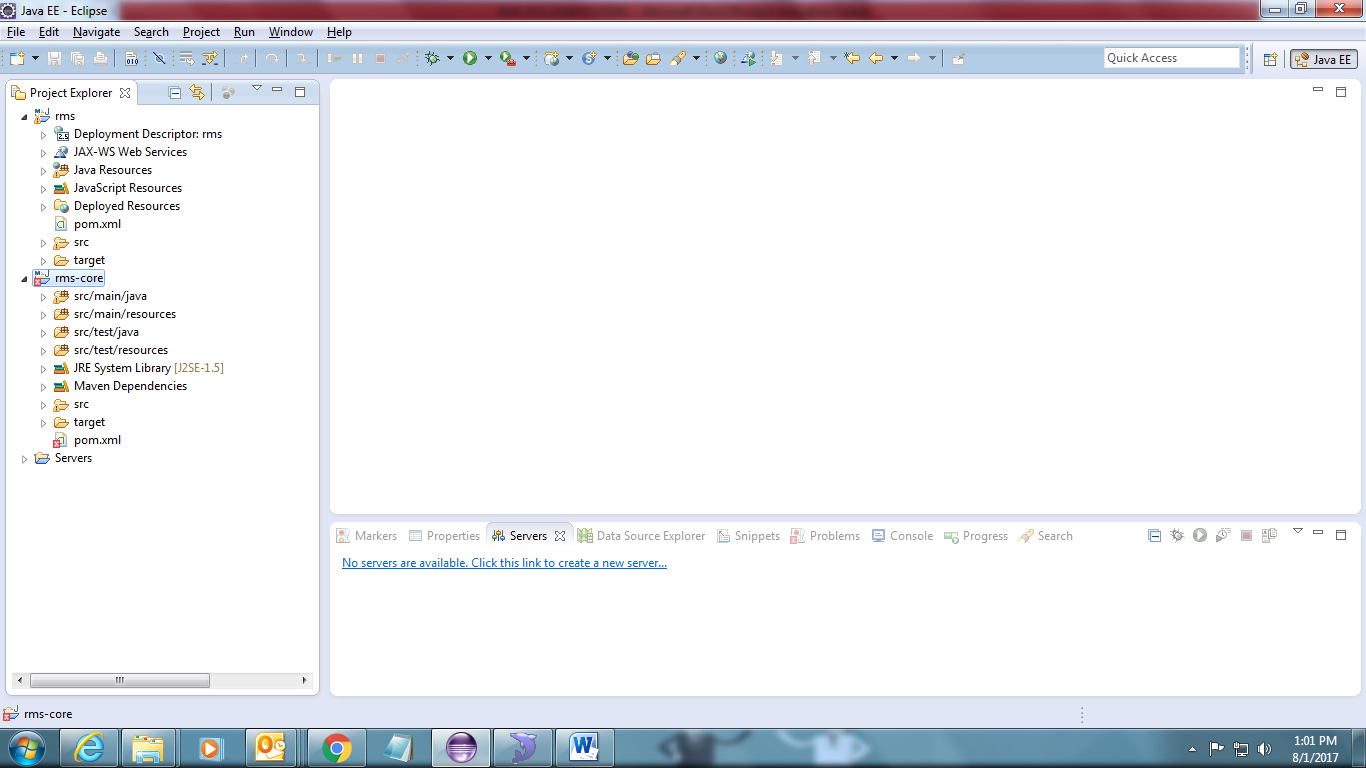 Java EE - Eclipse
File Edit Navigate Search Project Run Window Help
Quick Access
Java EE
Project Explorer
rms
Deployment Descriptor: rms
JAX-WS Web Services
Java Resources
JavaScript Resources
Deployed Resources
pom.xml
src
target
rms-core
src/main/java
src/main/resources
src/test/java
src/test/resources
JRE System Library [J2SE-1.5]
Maven Dependencies
src
target
pom.xml
Servers
Markers Properties Servers Data Source Explorer Snippets Problems Console Progress Search
No servers are available. Click this link to create a new server...
rms-core
1:01 PM
8/1/2017